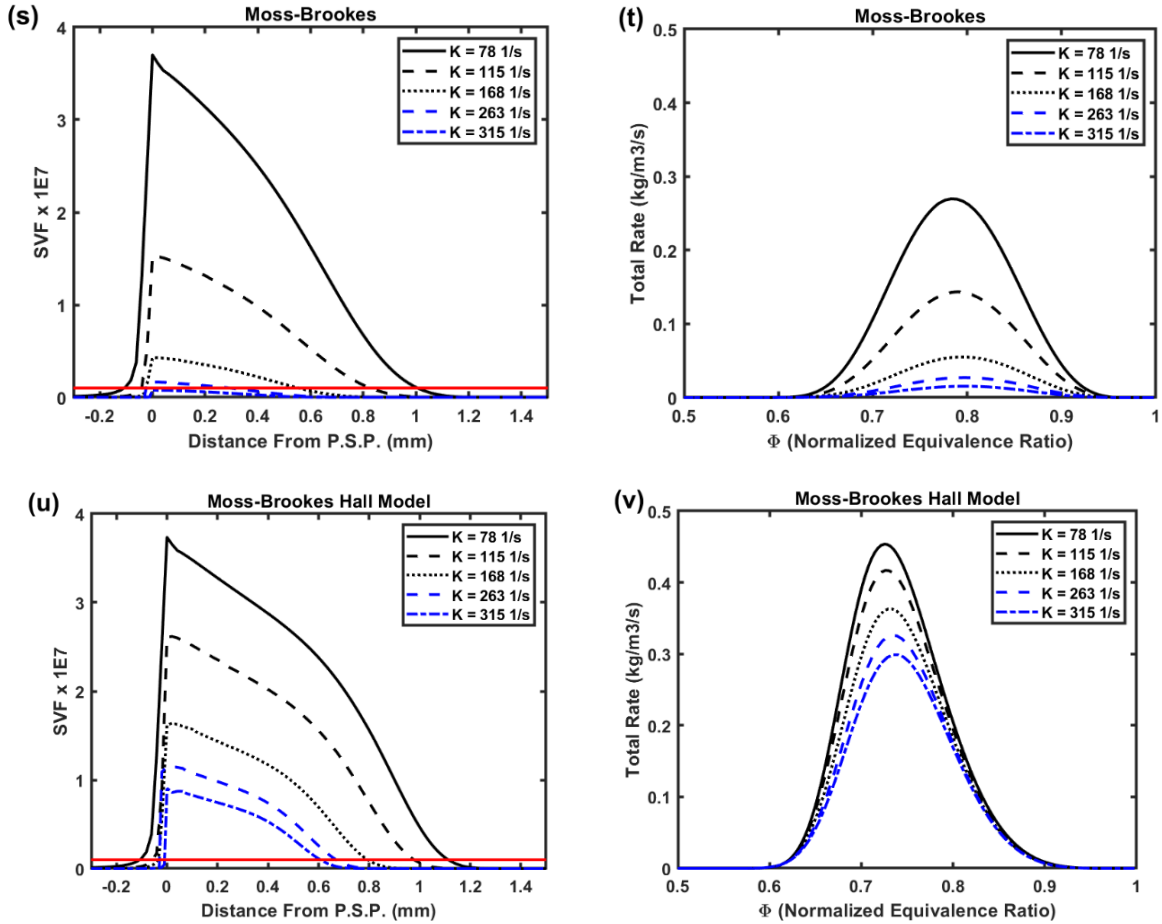 (s)
Moss-Brookes
4
3
2
1
0
SVF x 1E7
K = 78 1/s
K = 115 1/s
K = 168 1/s
K = 263 1/s
K = 315 1/s
-0.2 0 0.2 0.4 0.6 0.8 1 1.2 1.4
Distance From P.S.P. (mm)
(t)
Moss-Brookes
0.5
0.4
0.3
0.2
0.1
0
Total Rate (kg/m3/s)
K = 78 1/s
K = 115 1/s
K = 168 1/s
K = 263 1/s
K = 315 1/s
0.5 0.6 0.7 0.8 0.9 1
Φ (Normalized Equivalence Ratio)
(u)
Moss-Brookes Hall Model
4
3
2
1
0
SVF x 1E7
K = 78 1/s
K = 115 1/s
K = 168 1/s
K = 263 1/s
K = 315 1/s
-0.2 0 0.2 0.4 0.6 0.8 1 1.2 1.4
Distance From P.S.P. (mm)
(v)
Moss-Brookes Hall Model
0.5
0.4
0.3
0.2
0.1
0
Total Rate (kg/m3/s)
K = 78 1/s
K = 115 1/s
K = 168 1/s
K = 263 1/s
K = 315 1/s
0.5 0.6 0.7 0.8 0.9 1
Φ (Normalized Equivalence Ratio)